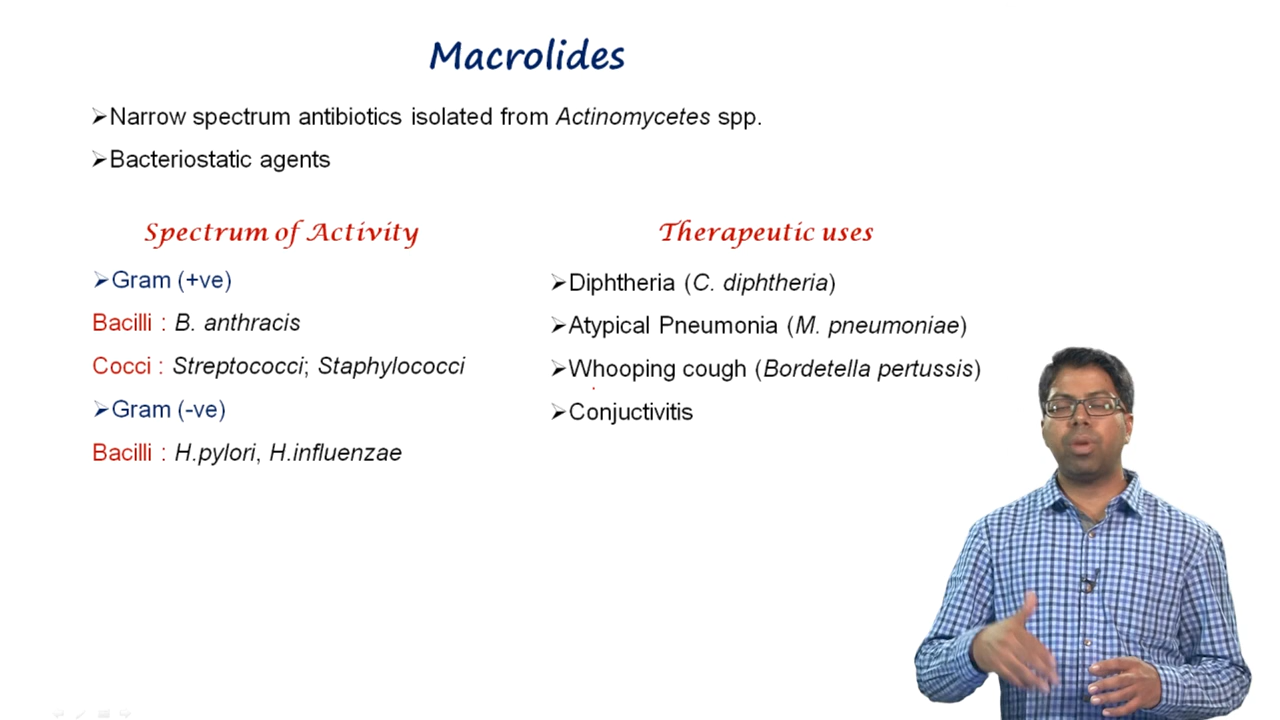 Macrolides
➢Narrow spectrum antibiotics isolated from Actinomycetes spp.
➢Bacteriostatic agents
Spectrum of Activity
➢Gram (+ve)
Bacilli : B. anthracis
Cocci : Streptococci; Staphylococci
➢Gram (-ve)
Bacilli : H.pylori, H.influenzae
Therapeutic uses
➢Diphtheria (C. diphtheria)
➢Atypical Pneumonia (M. pneumoniae)
➢Whooping cough (Bordetella pertussis)
➢Conjuctivitis